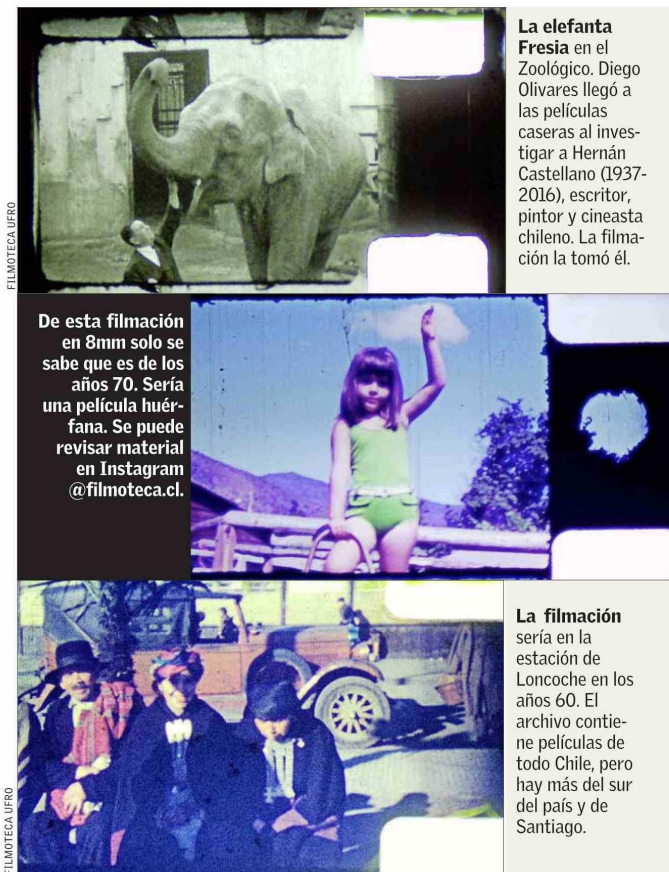 La elefanta
Fresia en el
Zoológico. Diego
Olivares llegó a
las películas
caseras al inves-
tigar a Hernán
Castellano (1937-
2016), escritor,
pintor y cineasta
chileno. La filma-
ción la tomó él.
FILMOTECA UFRO
De esta filmación
en 8mm solo se
sabe que es de los
años 70. Sería
una película huér-
fana. Se puede
revisar material
en Instagram
@filmoteca.cl.
La filmación
sería en la
estación de
Loncoche en los
años 60. El
archivo contie-
ne películas de
todo Chile, pero
hay más del sur
del país y de
Santiago.
FILMOTECA UFRO